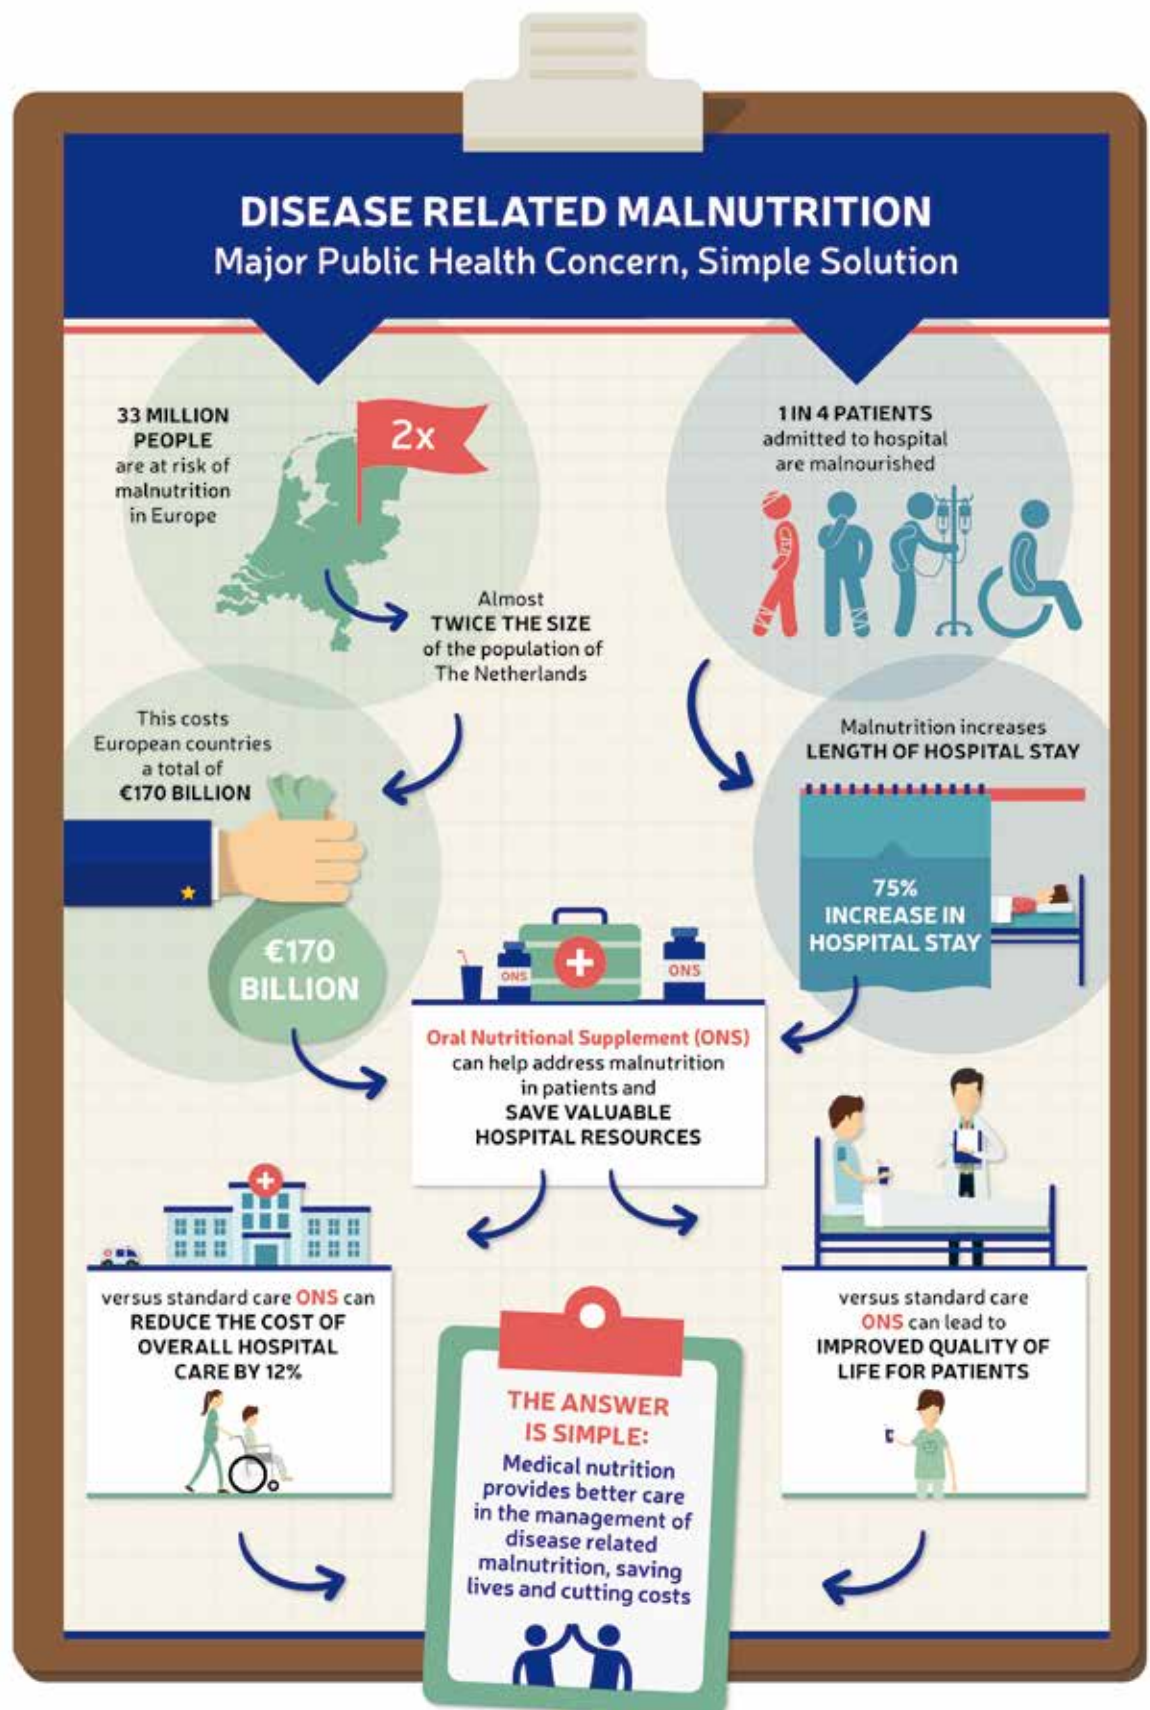 DISEASE RELATED MALNUTRITION
Major Public Health Concern, Simple Solution
33 MILLION
PEOPLE
are at risk of
malnutrition
in Europe
2x
Almost
TWICE THE SIZE
of the population of
The Netherlands
1 IN 4 PATIENTS
admitted to hospital
are malnourished
This costs
European countries
a total of
€170 BILLION
€170
BILLION
Malnutrition increases
LENGTH OF HOSPITAL STAY
75%
INCREASE IN
HOSPITAL STAY
ONS
ONS
Oral Nutritional Supplement (ONS)
can help address malnutrition
in patients and
SAVE VALUABLE
HOSPITAL RESOURCES
versus standard care ONS can
REDUCE THE COST OF
OVERALL HOSPITAL
CARE BY 12%
versus standard care
ONS can lead to
IMPROVED QUALITY OF
LIFE FOR PATIENTS
THE ANSWER
IS SIMPLE:
Medical nutrition
provides better care
in the management of
disease related
malnutrition, saving
lives and cutting costs